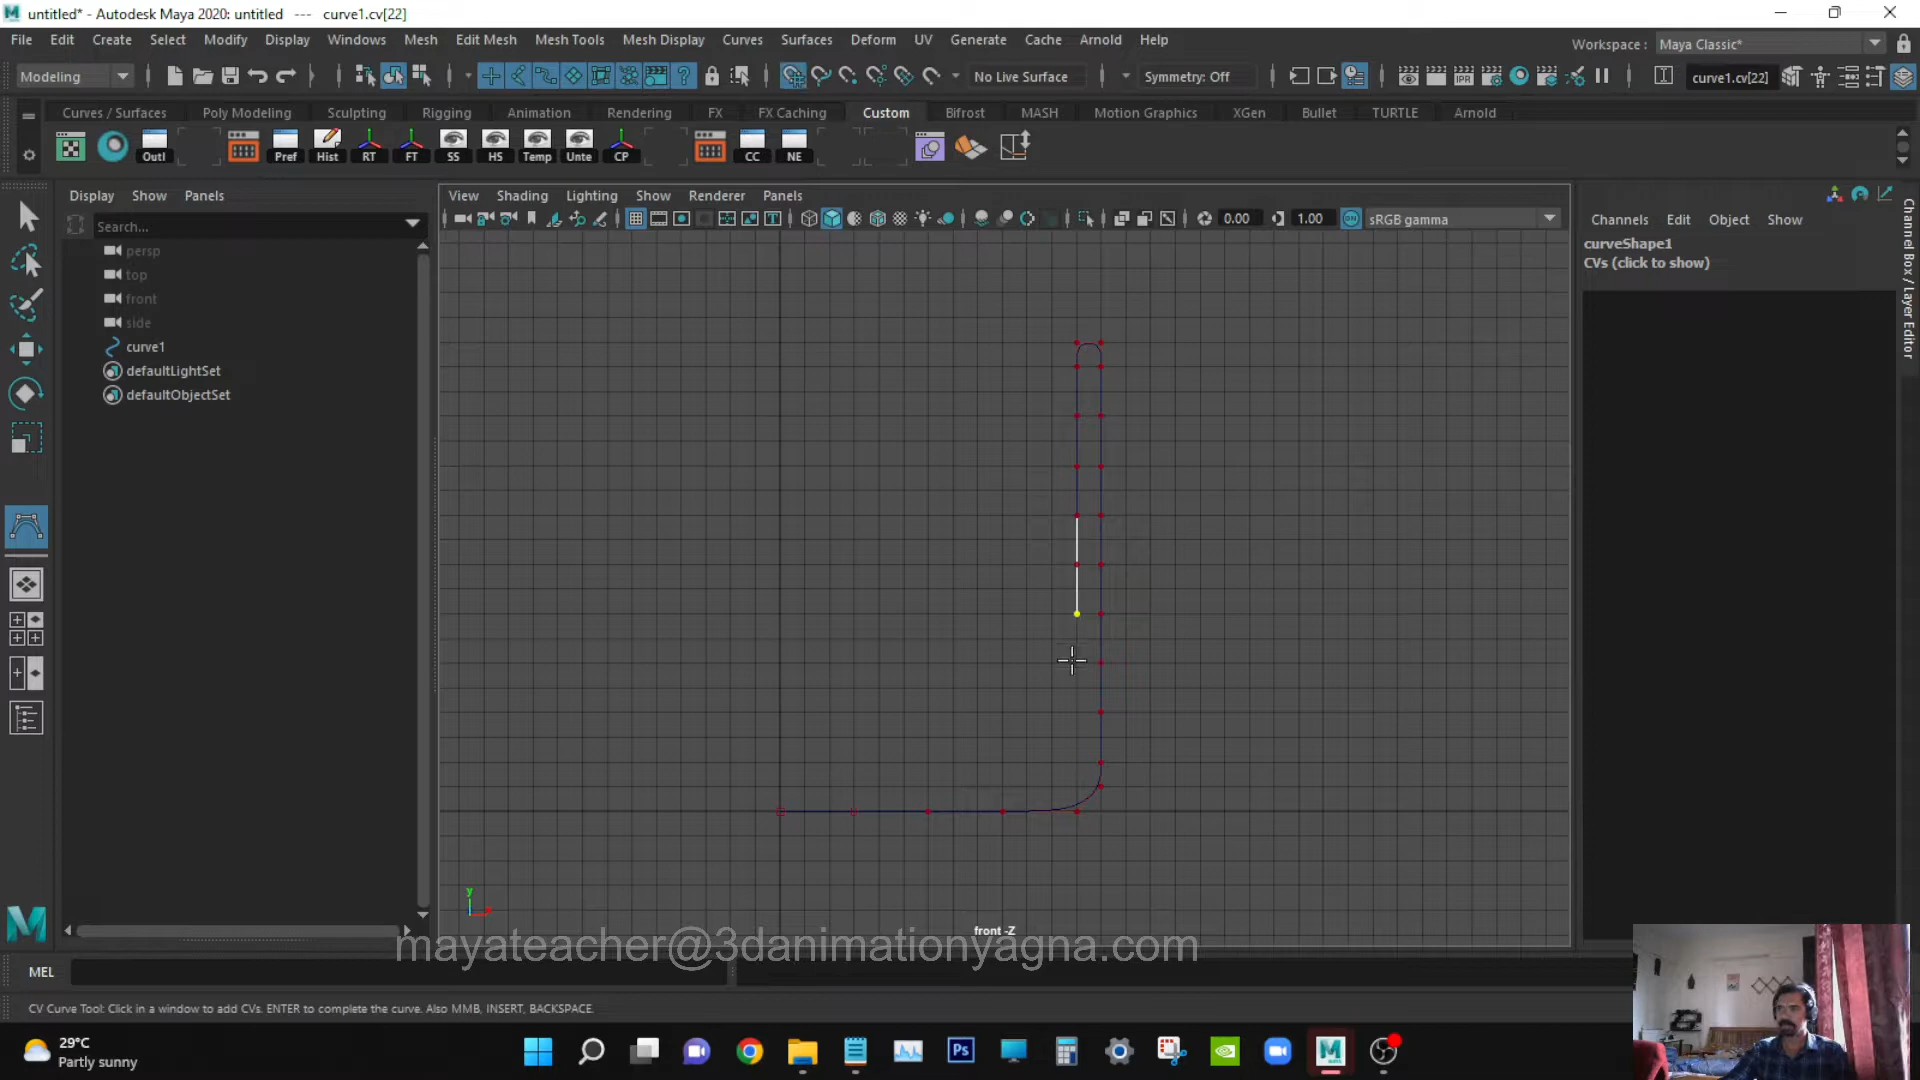 untitled* - Autodesk Maya 2020: untitled --- curve1.cv[22]
File Edit Create Select Modify Display Windows Mesh Edit Mesh Mesh Tools Mesh Display Curves Surfaces Deform UV Generate Cache Arnold Help
Workspace : Maya Classic*
Modeling No Live Surface Symmetry: Off IPR curve1.cv[22]
Curves / Surfaces Poly Modeling Sculpting Rigging Animation Rendering FX FX Caching Custom Bifrost MASH Motion Graphics XGen Bullet TURTLE Arnold
Outl Pref Hist RT FT SS HS Temp Unte CP CC NE
Display Show Panels
View Shading Lighting Show Renderer Panels
Channels Edit Object Show
Search...
0.00 1.00 ON sRGB gamma
curveShape1
CVs (click to show)
persp
top
front
side
curve1
defaultLightSet
defaultObjectSet
Channel Box / Layer Editor
y
front -Z
mayateacher@3danimationyagna.com
MEL
CV Curve Tool: Click in a window to add CVs. ENTER to complete the curve. Also MMB, INSERT, BACKSPACE.
29°C
Partly sunny
Ps